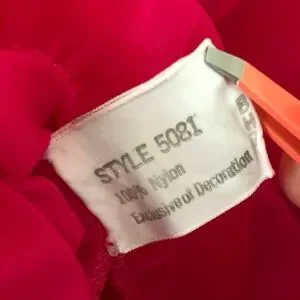 STYLE 5081
100% Nylon
Exclusive of Decoration